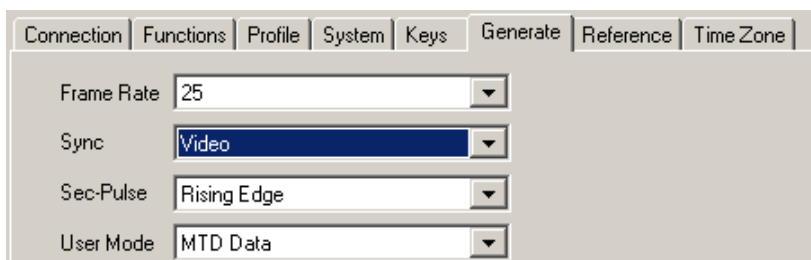 Connection Functions Profile System Keys Generate Reference Time Zone
Frame Rate 25
Sync Video
Sec-Pulse Rising Edge
User Mode MTD Data